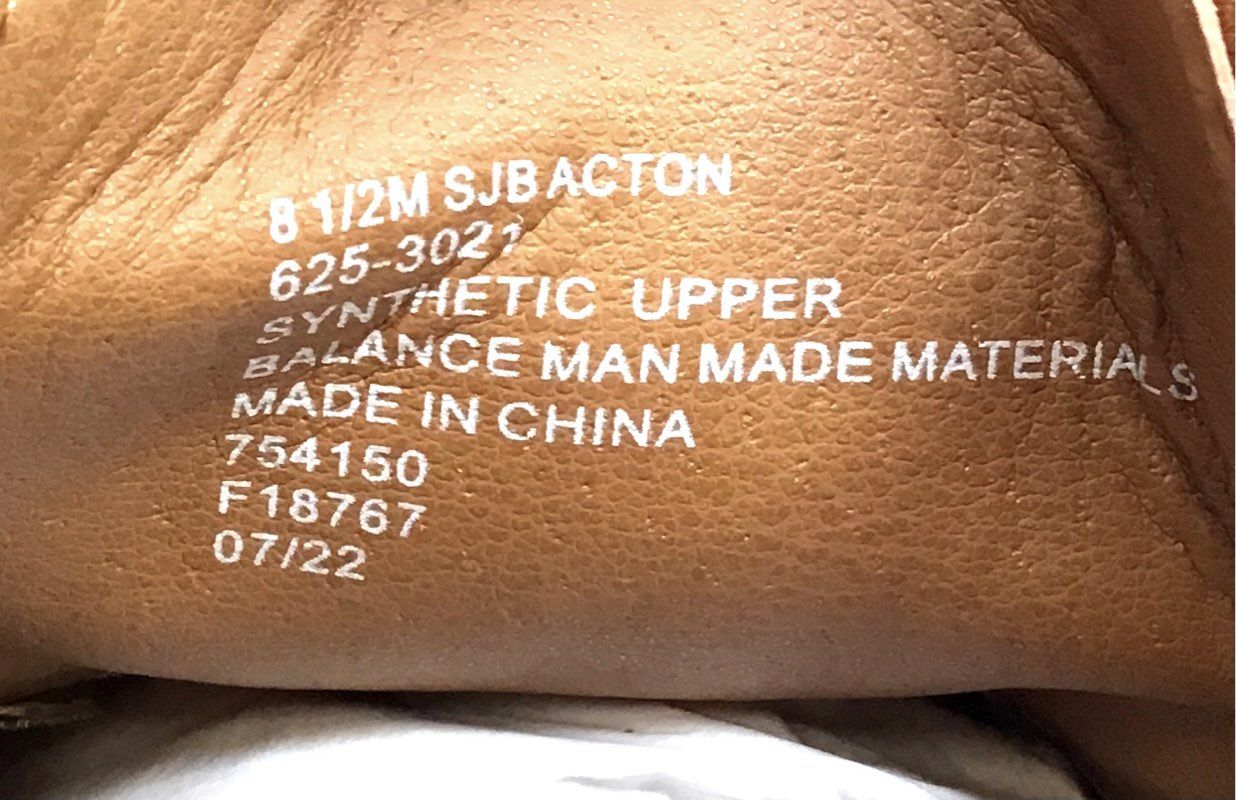 8 1/2M SJB ACTON
625-3021
SYNTHETIC UPPER
BALANCE MAN MADE MATERIALS
MADE IN CHINA
754150
F18767
07/22